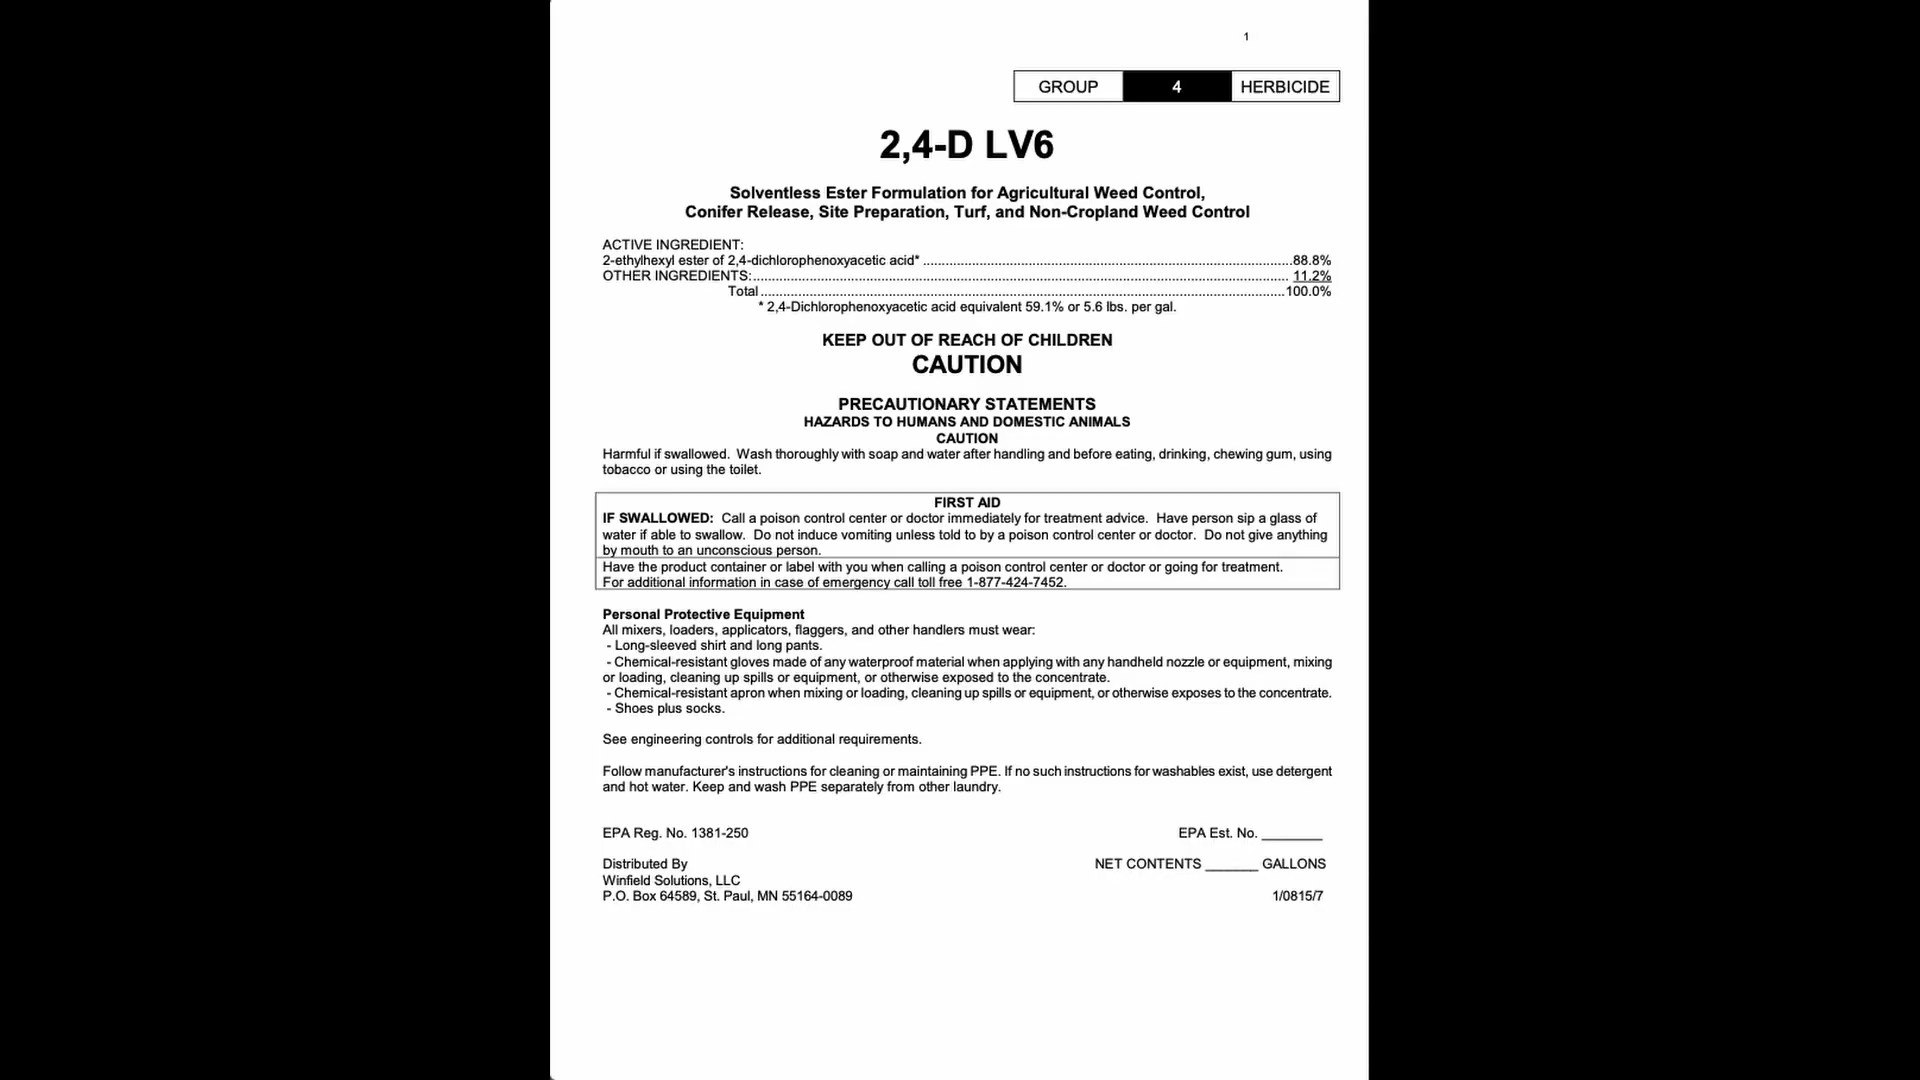 1
GROUP 4 HERBICIDE
2,4-D LV6
Solventless Ester Formulation for Agricultural Weed Control,
Conifer Release, Site Preparation, Turf, and Non-Cropland Weed Control
ACTIVE INGREDIENT:
2-ethylhexyl ester of 2,4-dichlorophenoxyacetic acid* ..........................................................................................88.8%
OTHER INGREDIENTS:.................................................................................................................................. 11.2%
Total ..................................................................................................................................100.0%
* 2,4-Dichlorophenoxyacetic acid equivalent 59.1% or 5.6 lbs. per gal.
KEEP OUT OF REACH OF CHILDREN
CAUTION
PRECAUTIONARY STATEMENTS
HAZARDS TO HUMANS AND DOMESTIC ANIMALS
CAUTION
Harmful if swallowed. Wash thoroughly with soap and water after handling and before eating, drinking, chewing gum, using
tobacco or using the toilet.
FIRST AID
IF SWALLOWED: Call a poison control center or doctor immediately for treatment advice. Have person sip a glass of
water if able to swallow. Do not induce vomiting unless told to by a poison control center or doctor. Do not give anything
by mouth to an unconscious person.
Have the product container or label with you when calling a poison control center or doctor or going for treatment.
For additional information in case of emergency call toll free 1-877-424-7452.
Personal Protective Equipment
All mixers, loaders, applicators, flaggers, and other handlers must wear:
- Long-sleeved shirt and long pants.
- Chemical-resistant gloves made of any waterproof material when applying with any handheld nozzle or equipment, mixing
or loading, cleaning up spills or equipment, or otherwise exposed to the concentrate.
- Chemical-resistant apron when mixing or loading, cleaning up spills or equipment, or otherwise exposes to the concentrate.
- Shoes plus socks.
See engineering controls for additional requirements.
Follow manufacturer's instructions for cleaning or maintaining PPE. If no such instructions for washables exist, use detergent
and hot water. Keep and wash PPE separately from other laundry.
EPA Reg. No. 1381-250 EPA Est. No. ________
Distributed By NET CONTENTS _______ GALLONS
Winfield Solutions, LLC
P.O. Box 64589, St. Paul, MN 55164-0089 1/0815/7